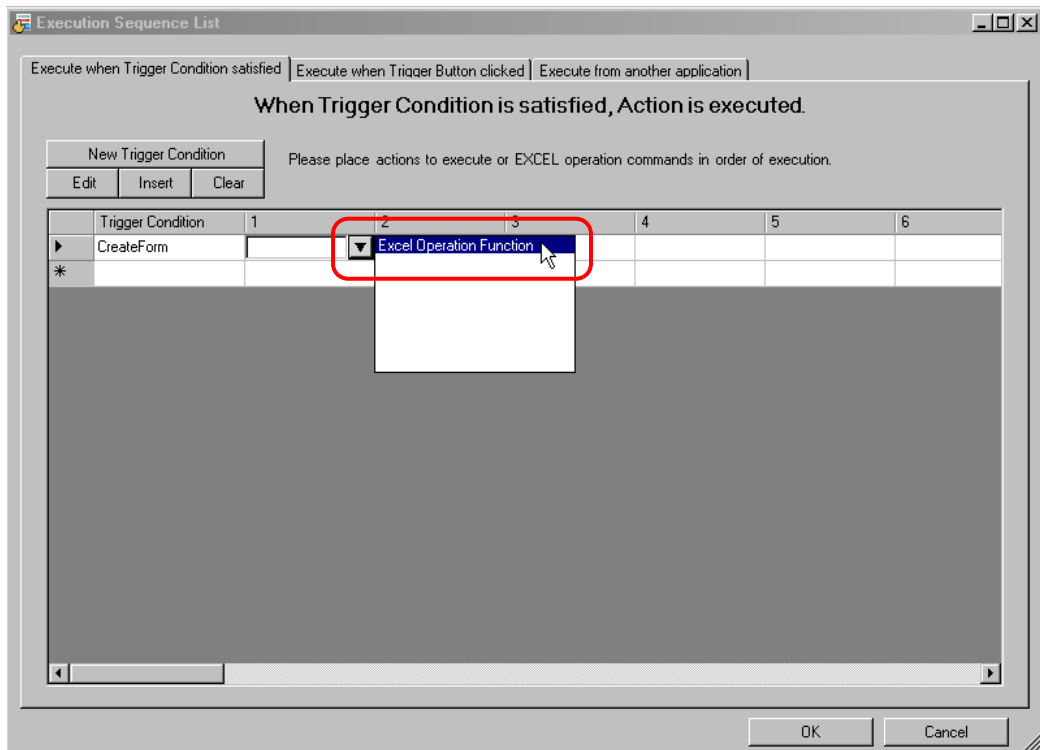 Execution Sequence List
Execute when Trigger Condition satisfied Execute when Trigger Button clicked Execute from another application
When Trigger Condition is satisfied, Action is executed.
New Trigger Condition
Please place actions to execute or EXCEL operation commands in order of execution.
Edit Insert Clear
Trigger Condition 1 2 3 4 5 6
CreateForm Excel Operation Function
OK Cancel